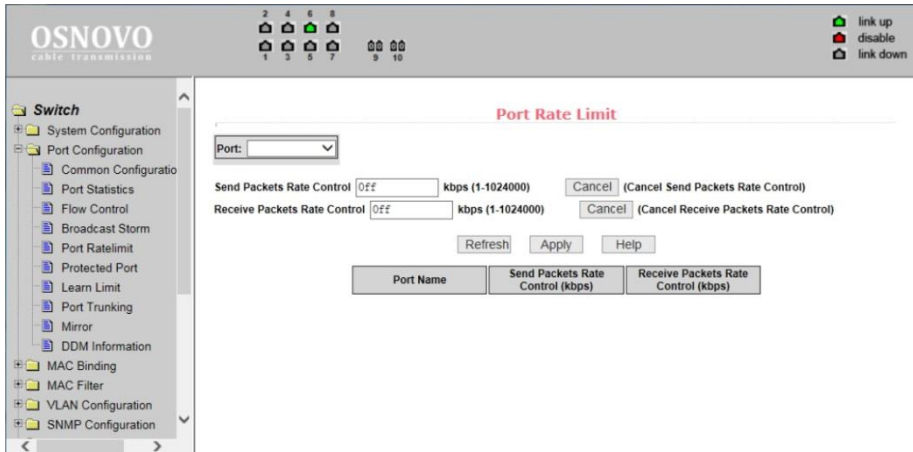 OSNOVO
cable transmission
2 4 6 8
1 3 5 7 9 10
link up
disable
link down
Switch
System Configuration
Port Configuration
Common Configuratio
Port Statistics
Flow Control
Broadcast Storm
Port Ratelimit
Protected Port
Learn Limit
Port Trunking
Mirror
DDM Information
MAC Binding
MAC Filter
VLAN Configuration
SNMP Configuration
Port Rate Limit
Port:
Send Packets Rate Control Off kbps (1-1024000) Cancel (Cancel Send Packets Rate Control)
Receive Packets Rate Control Off kbps (1-1024000) Cancel (Cancel Receive Packets Rate Control)
Refresh Apply Help
Port Name Send Packets Rate Control (kbps) Receive Packets Rate Control (kbps)